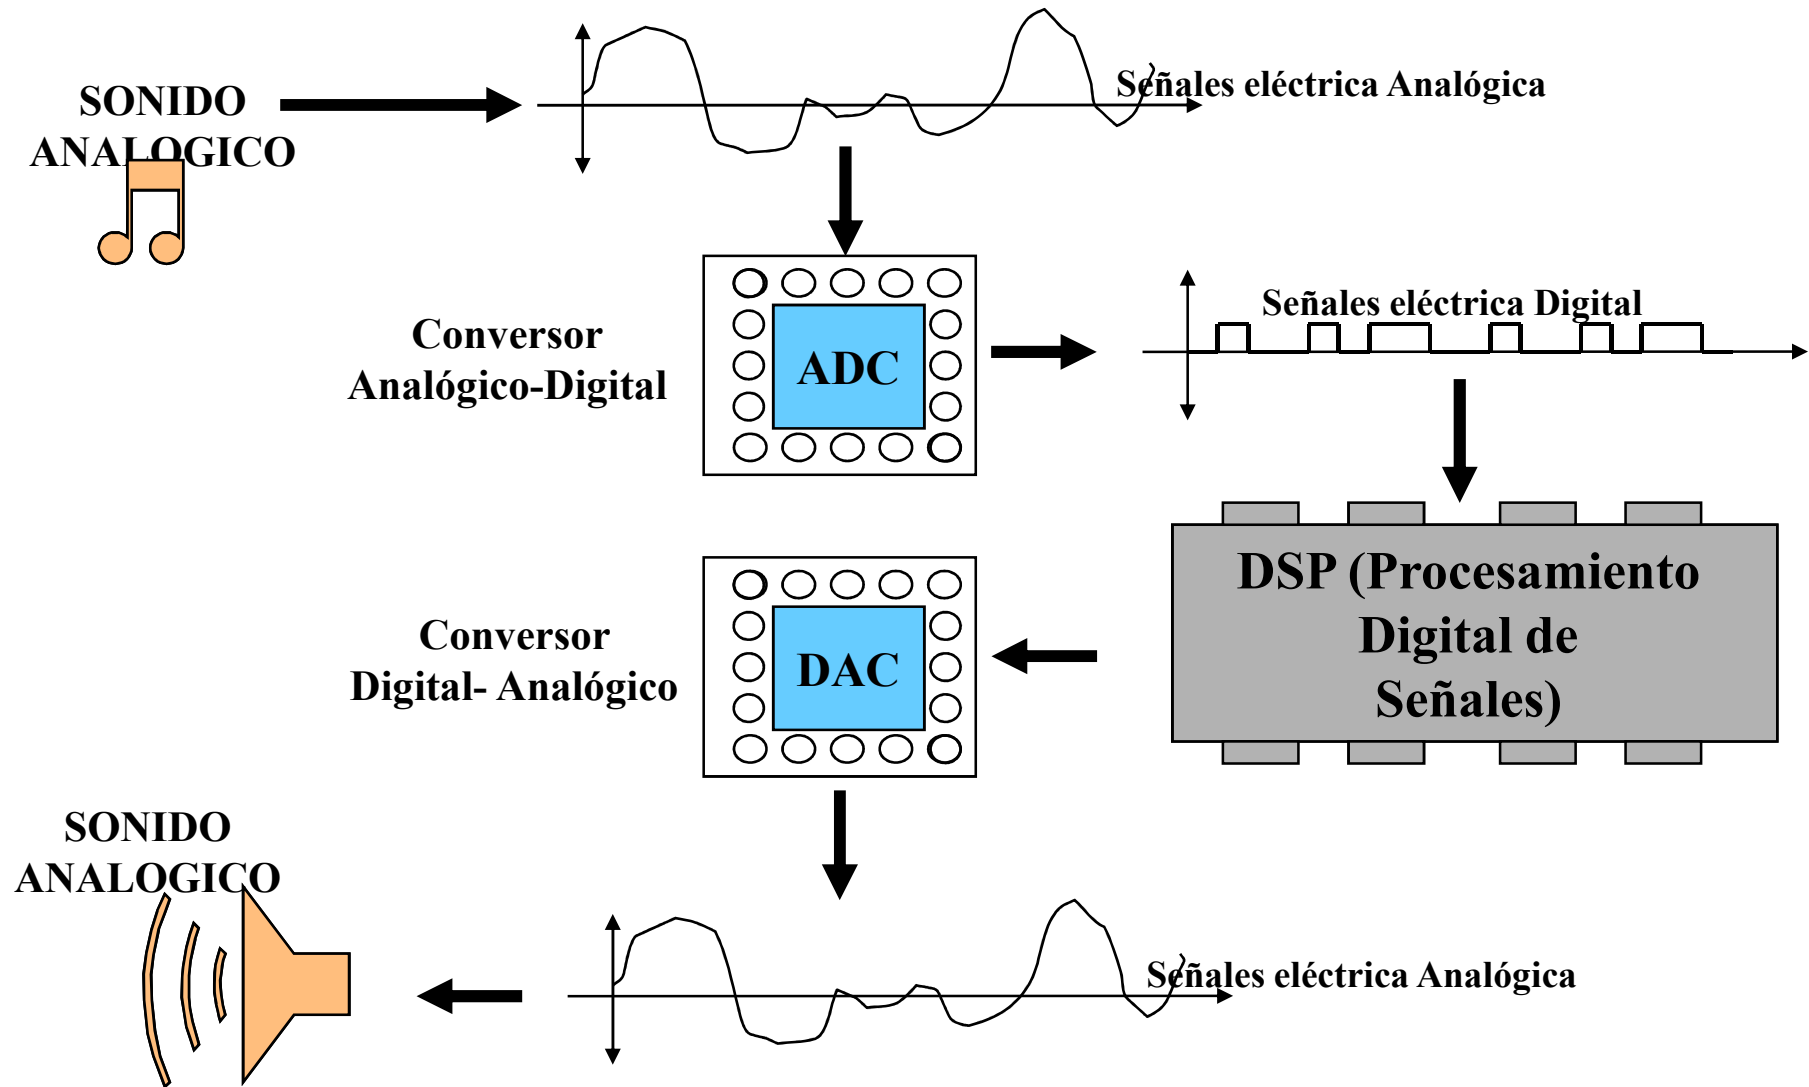 SONIDO
ANALOGICO
Señales eléctrica Analógica
Conversor
Analógico-Digital
ADC
Señales eléctrica Digital
DSP (Procesamiento
Digital de
Señales)
Conversor
Digital- Analógico
DAC
SONIDO
ANALOGICO
Señales eléctrica Analógica